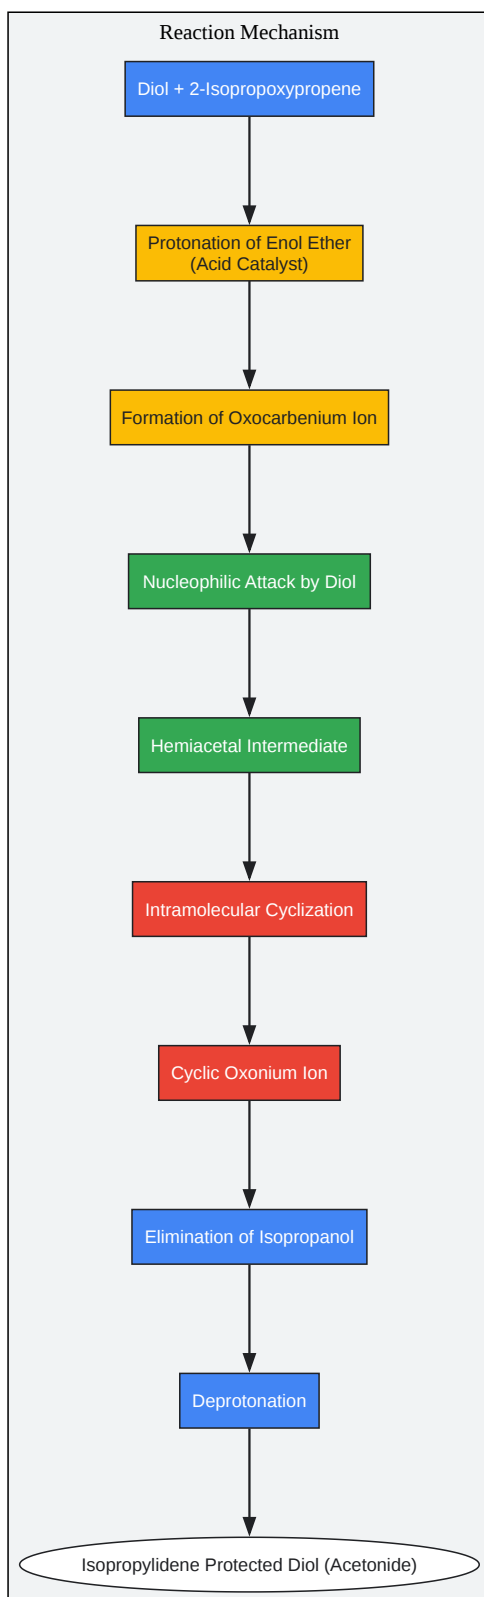 Reaction Mechanism
Diol + 2-Isopropoxypropene
Protonation of Enol Ether
(Acid Catalyst)
Formation of Oxocarbenium Ion
Nucleophilic Attack by Diol
Hemiacetal Intermediate
Intramolecular Cyclization
Cyclic Oxonium Ion
Elimination of Isopropanol
Deprotonation
Isopropylidene Protected Diol (Acetonide)